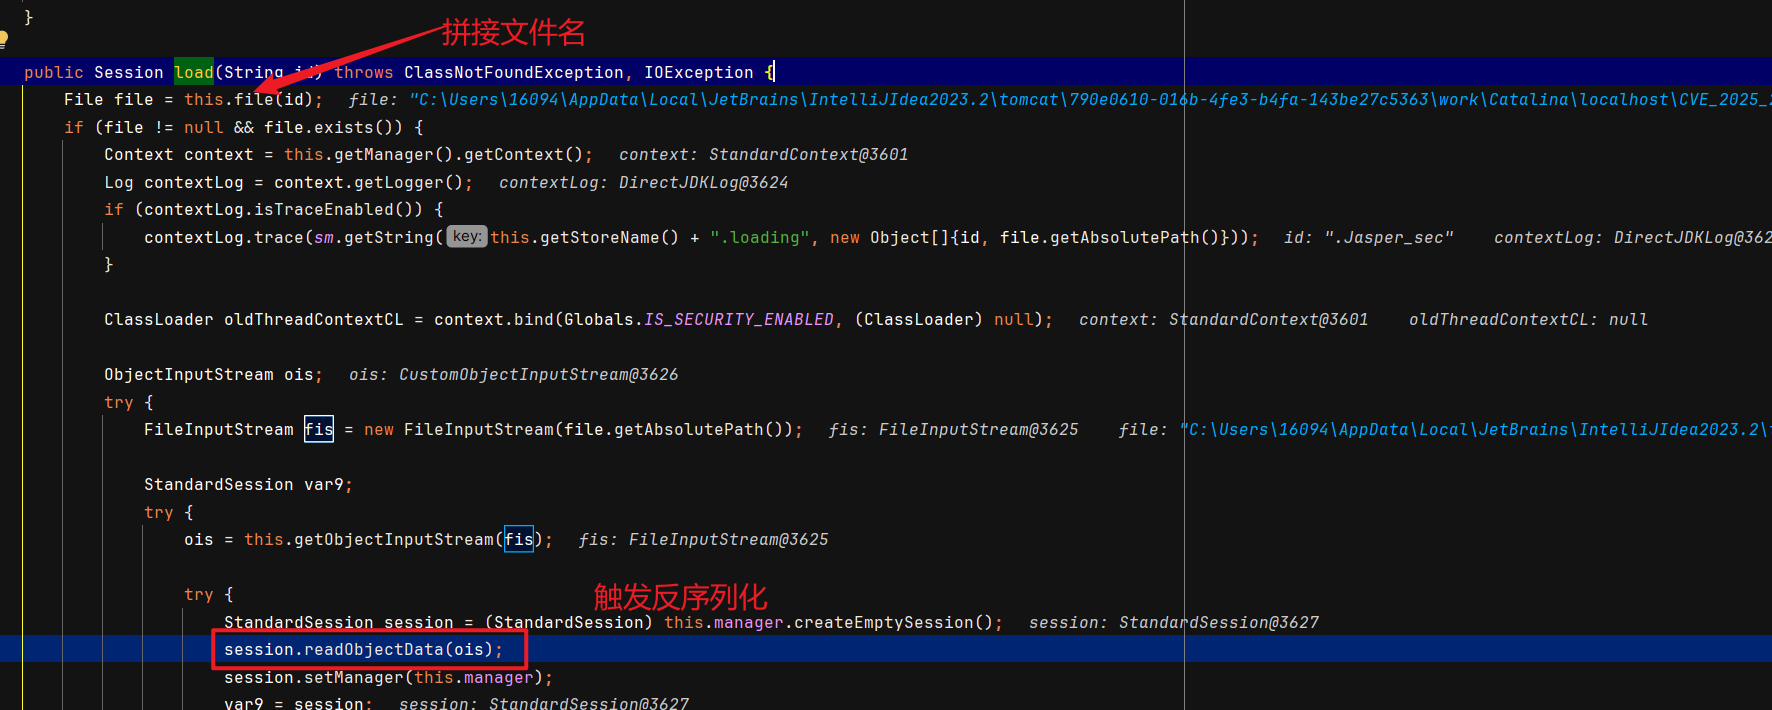 }
拼接文件名
public Session load(String id) throws ClassNotFoundException, IOException {
File file = this.file(id); file: "C:\Users\16094\AppData\Local\JetBrains\IntelliJIdea2023.2\tomcat\790e0610-016b-4fe3-b4fa-143be27c5363\work\Catalina\localhost\CVE_2025_2
if (file != null && file.exists()) {
Context context = this.getManager().getContext(); context: StandardContext@3601
Log contextLog = context.getLogger(); contextLog: DirectJDKLog@3624
if (contextLog.isTraceEnabled()) {
contextLog.trace(sm.getString( key: this.getStoreName() + ".loading", new Object[]{id, file.getAbsolutePath()})); id: ".Jasper_sec" contextLog: DirectJDKLog@362
}
ClassLoader oldThreadContextCL = context.bind(Globals.IS_SECURITY_ENABLED, (ClassLoader) null); context: StandardContext@3601 oldThreadContextCL: null
ObjectInputStream ois; ois: CustomObjectInputStream@3626
try {
FileInputStream fis = new FileInputStream(file.getAbsolutePath()); fis: FileInputStream@3625 file: "C:\Users\16094\AppData\Local\JetBrains\IntelliJIdea2023.2\
StandardSession var9;
try {
ois = this.getObjectInputStream(fis); fis: FileInputStream@3625
try {
触发反序列化
StandardSession session = (StandardSession) this.manager.createEmptySession(); session: StandardSession@3627
session.readObjectData(ois);
session.setManager(this.manager);
var9 = session; session: StandardSession@3627